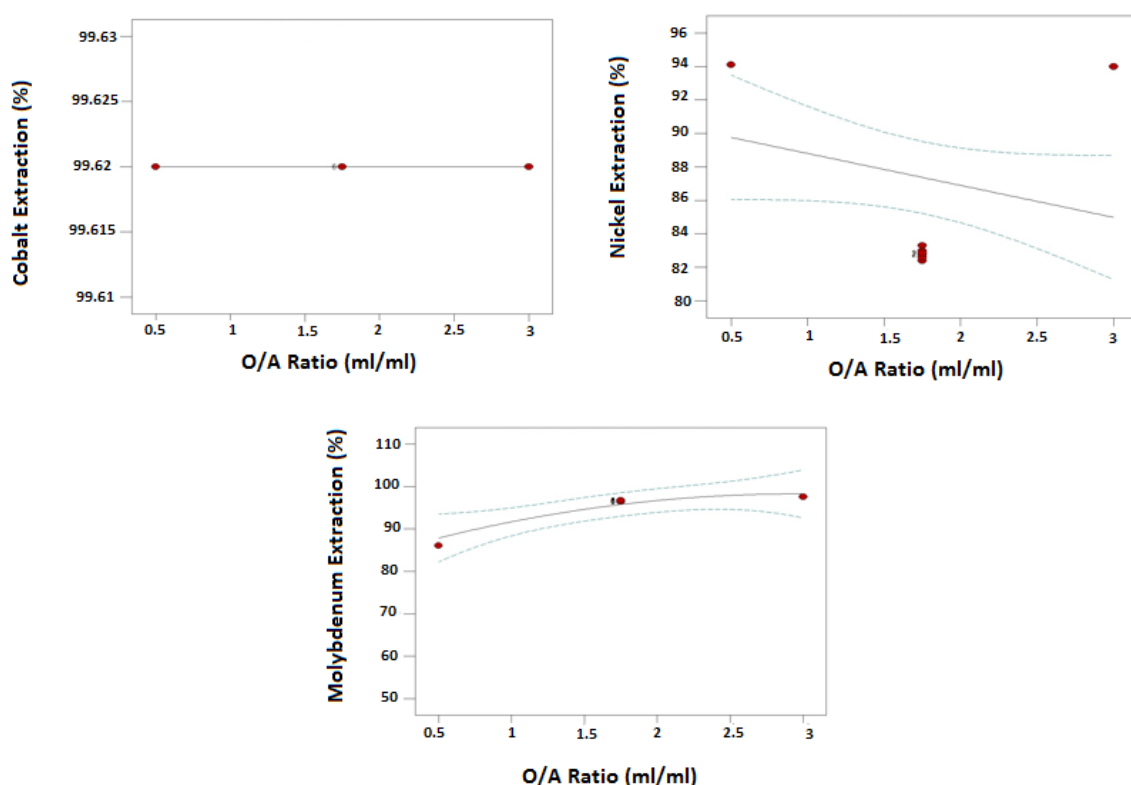 Cobalt Extraction (%)
99.63
99.625
99.62
99.615
99.61
0.5 1 1.5 2 2.5 3
O/A Ratio (ml/ml)
Nickel Extraction (%)
96
94
92
90
88
86
84
82
80
0.5 1 1.5 2 2.5 3
O/A Ratio (ml/ml)
Molybdenum Extraction (%)
110
100
90
80
70
60
50
0.5 1 1.5 2 2.5 3
O/A Ratio (ml/ml)